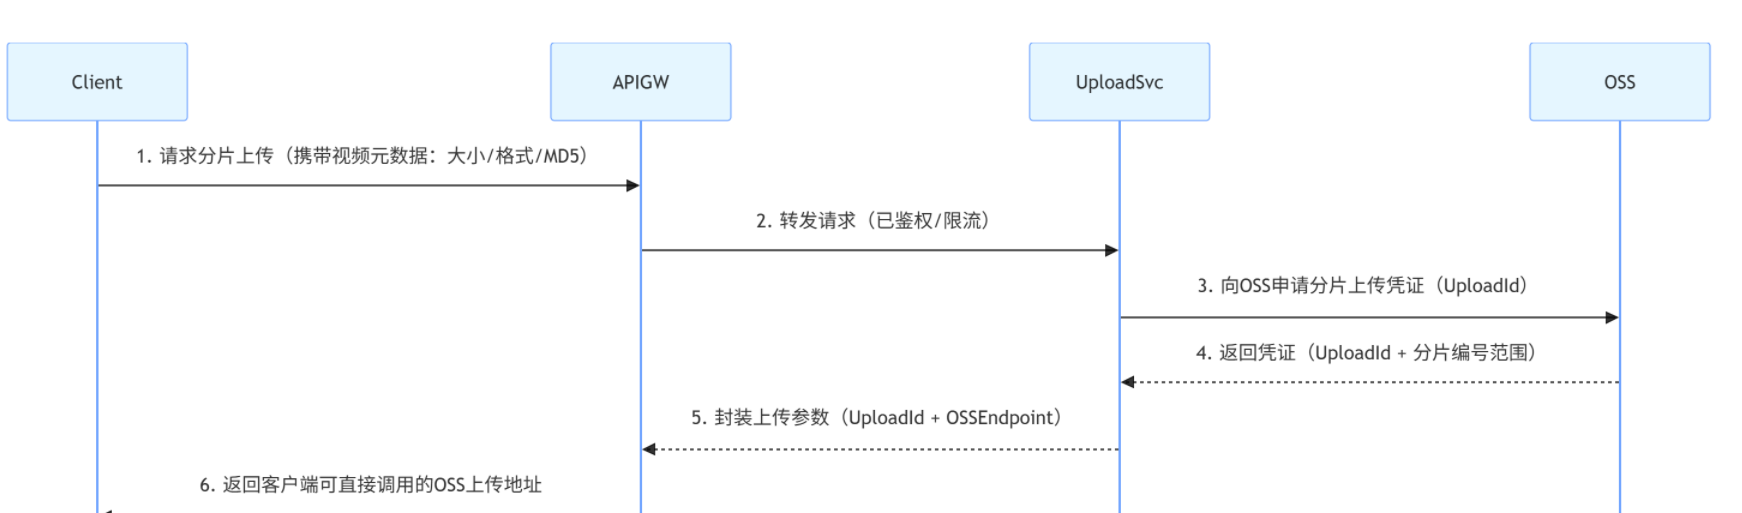 Client
APIGW
UploadSvc
OSS
1. 请求分片上传（携带视频元数据：大小/格式/MD5）
2. 转发请求（已鉴权/限流）
3. 向OSS申请分片上传凭证（UploadId）
4. 返回凭证（UploadId + 分片编号范围）
5. 封装上传参数（UploadId + OSSEndpoint）
6. 返回客户端可直接调用的OSS上传地址